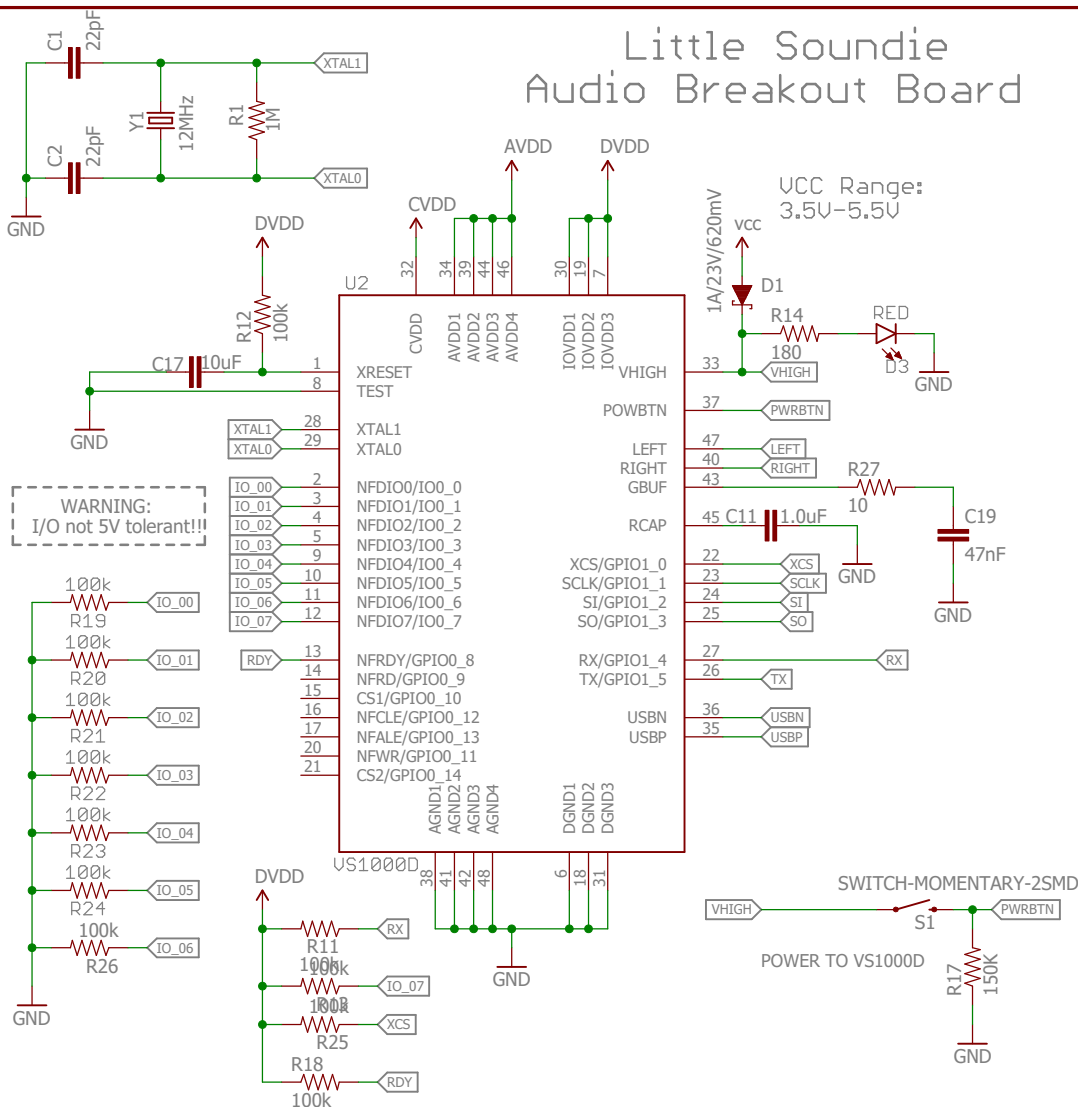 Little Soundie
Audio Breakout Board
C1
22pF
XTAL1
Y1
12MHz
R1
1M
C2
22pF
XTAL0
GND
AVDD
DVDD
VCC Range:
3.5V-5.5V
CVDD
DVDD
vcc
1A/23V/620mV
D1
R14
180
RED
D3
GND
VHIGH
R12
100k
C17
10uF
GND
U2
32
34
39
44
46
30
19
7
CVDD
AVDD1
AVDD2
AVDD3
AVDD4
IOVDD1
IOVDD2
IOVDD3
1 XRESET
8 TEST
XTAL1 28 XTAL1
XTAL0 29 XTAL0
IO_00 2 NFDIO0/IO0_0
IO_01 3 NFDIO1/IO0_1
IO_02 4 NFDIO2/IO0_2
IO_03 5 NFDIO3/IO0_3
IO_04 9 NFDIO4/IO0_4
IO_05 10 NFDIO5/IO0_5
IO_06 11 NFDIO6/IO0_6
IO_07 12 NFDIO7/IO0_7
RDY 13 NFRDY/GPIO0_8
14 NFRD/GPIO0_9
15 CS1/GPIO0_10
16 NFCLE/GPIO0_12
17 NFALE/GPIO0_13
20 NFWR/GPIO0_11
21 CS2/GPIO0_14
VHIGH 33
POWBTN 37 PWRBTN
LEFT 47 LEFT
RIGHT 40 RIGHT
GBUF 43
R27
10
C19
47nF
GND
RCAP 45 C11 1.0uF
GND
XCS/GPIO1_0 22 XCS
SCLK/GPIO1_1 23 SCLK
SI/GPIO1_2 24 SI
SO/GPIO1_3 25 SO
RX/GPIO1_4 27 RX
TX/GPIO1_5 26 TX
USBN 36 USBN
USBP 35 USBP
AGND1
AGND2
AGND3
AGND4
DGND1
DGND2
DGND3
VS1000D
38
41
42
48
6
18
31
GND
WARNING:
I/O not 5V tolerant!!
100k
R19
IO_00
100k
R20
IO_01
100k
R21
IO_02
100k
R22
IO_03
100k
R23
IO_04
100k
R24
IO_05
100k
R26
IO_06
GND
DVDD
R11
100k
RX
100k
R13
IO_07
100k
R25
XCS
R18
100k
RDY
SWITCH-MOMENTARY-2SMD
VHIGH
S1
PWRBTN
POWER TO VS1000D
R17
150K
GND